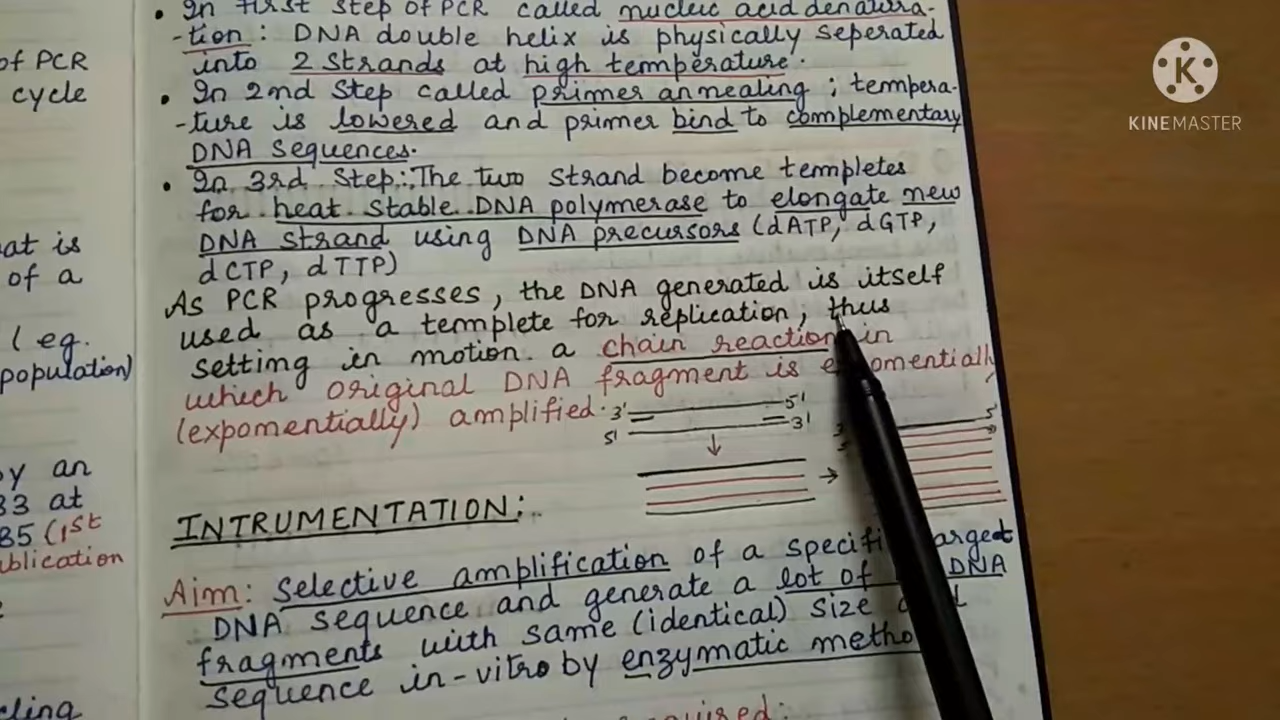 of PCR
cycle
at is
of a
( eg.
population)
by an
33 at
85 (1st
ublication
cling
• In first step of PCR called nucleic acid denatura-
-tion : DNA double helix is physically seperated
into 2 strands at high temperature.
• In 2nd Step called primer annealing ; tempera-
-ture is lowered and primer bind to complementary
DNA sequences.
• In 3rd Step:. The two strand become templetes
for heat stable DNA polymerase to elongate new
DNA strand using DNA precursors (dATP, dGTP,
dCTP, dTTP)
As PCR progresses, the DNA generated is itself
used as a templete for replication, thus
setting in motion a chain reaction in
which original DNA fragment is
(expomentially) amplified.
3' 5'
5' 3'
5'
INTRUMENTATION:
Aim: Selective amplification of a
DNA sequence and generate a lot of DNA
fragments with same (identical) size
sequence in-vitro by enzymatic
KINEMASTER